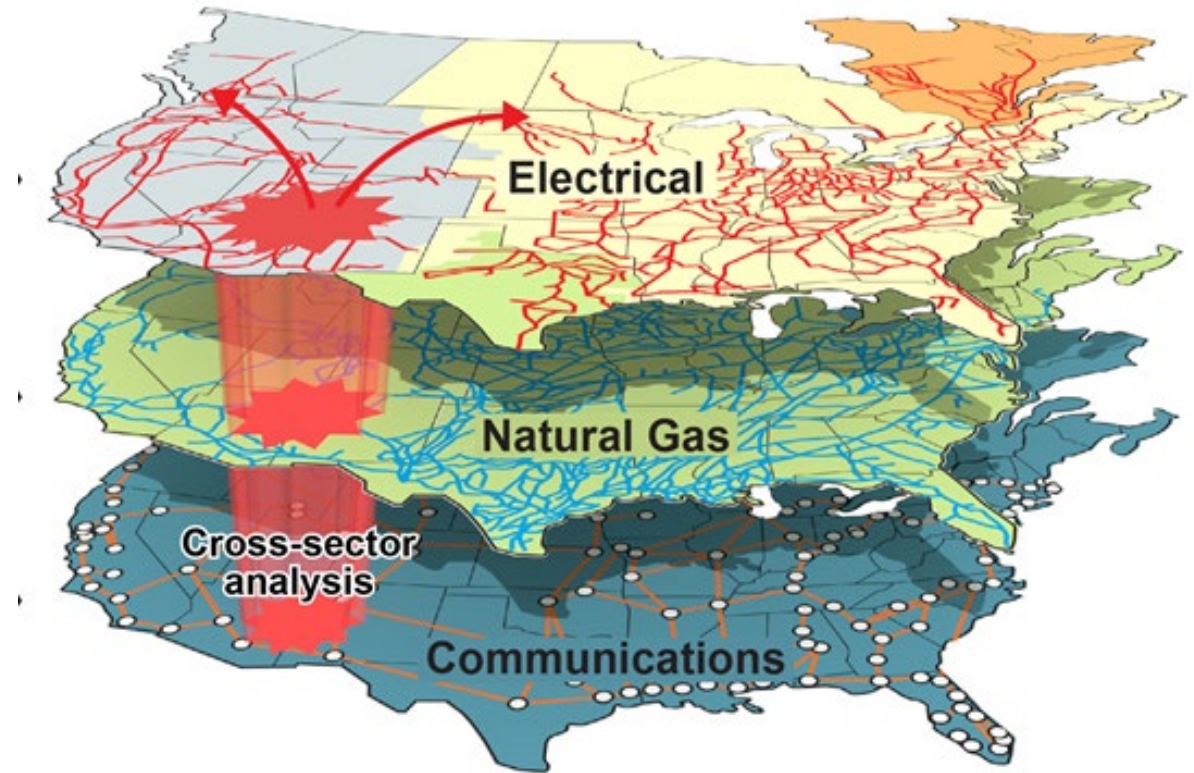 Electrical
Natural Gas
Cross-sector
analysis
Communications